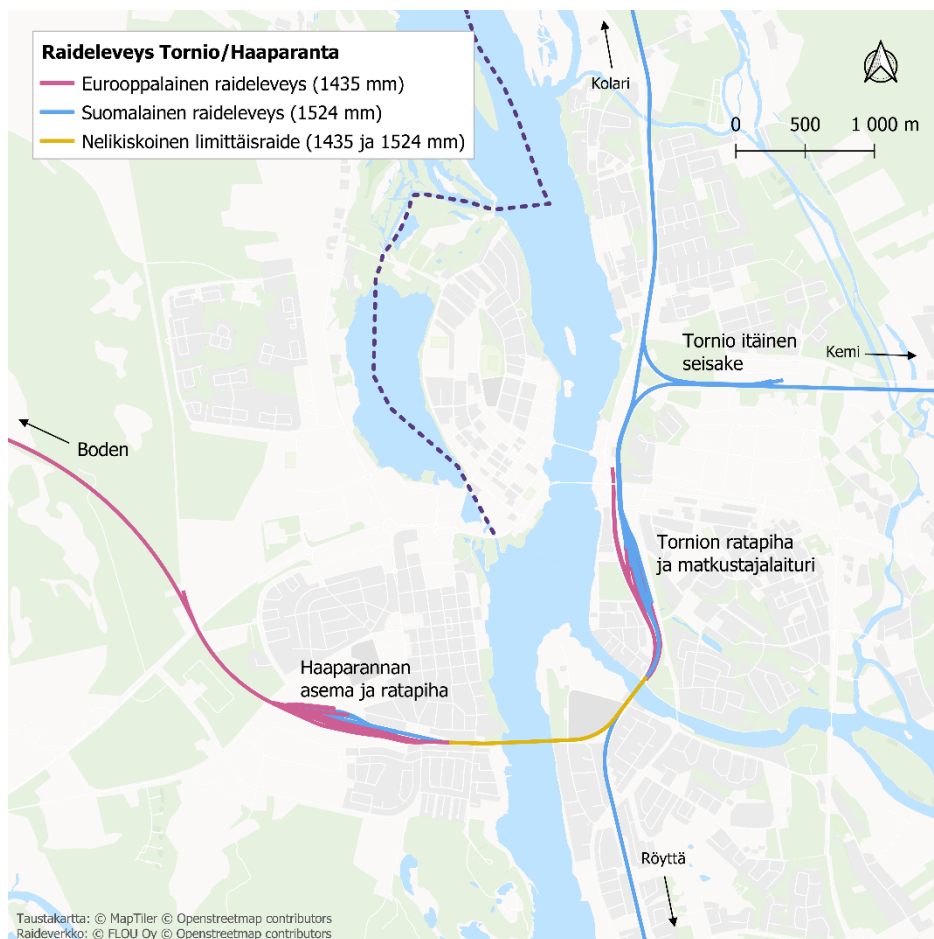 Raideleveys Tornio/Haaparanta
Eurooppalainen raideleveys (1435 mm)
Suomalainen raideleveys (1524 mm)
Nelikiskoinen limittäisraide (1435 ja 1524 mm)
Kolari
0 500 1 000 m
Tornio itäinen
seisake
Kemi
Boden
Tornion ratapiha
ja matkustajalaituri
Haaparannan
asema ja ratapiha
Röyttä
Taustakartta: © MapTiler © Openstreetmap contributors
Raideverkko: © FLOU Oy © Openstreetmap contributors